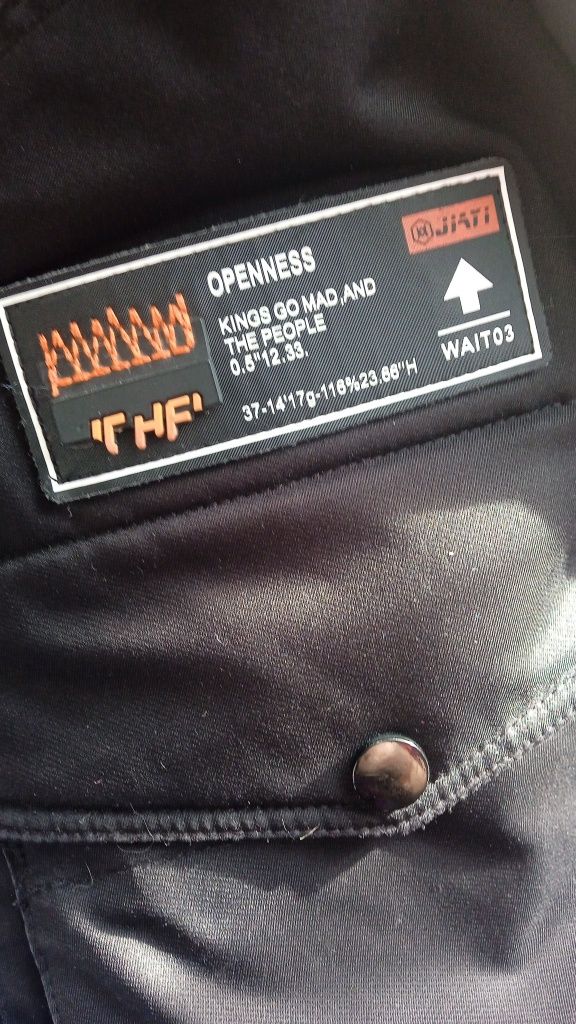 OPENNESS
KINGS GO MAD,AND
THE PEOPLE
0.5"12.33.
37-14'17g-116%23.66"H
JIATI
WAIT03